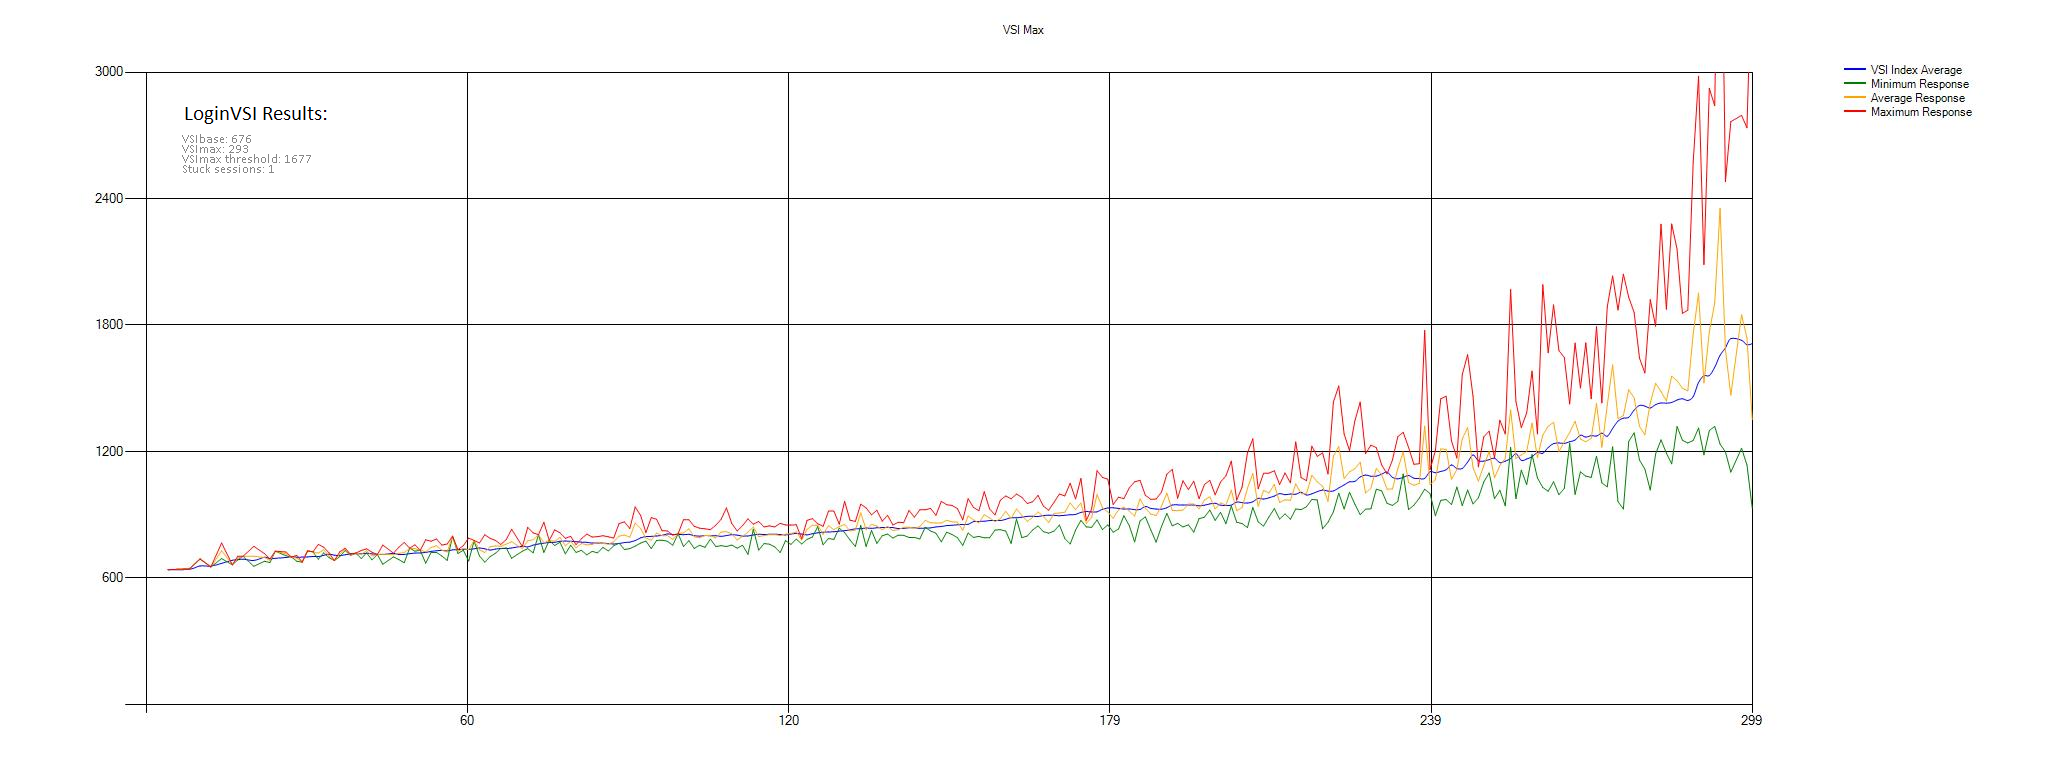 VSI Max
3000
2400
1800
1200
600
LoginVSI Results:
VSIbase: 676
VSImax: 293
VSImax threshold: 1677
Stuck sessions: 1
VSI Index Average
Minimum Response
Average Response
Maximum Response
60
120
179
239
299